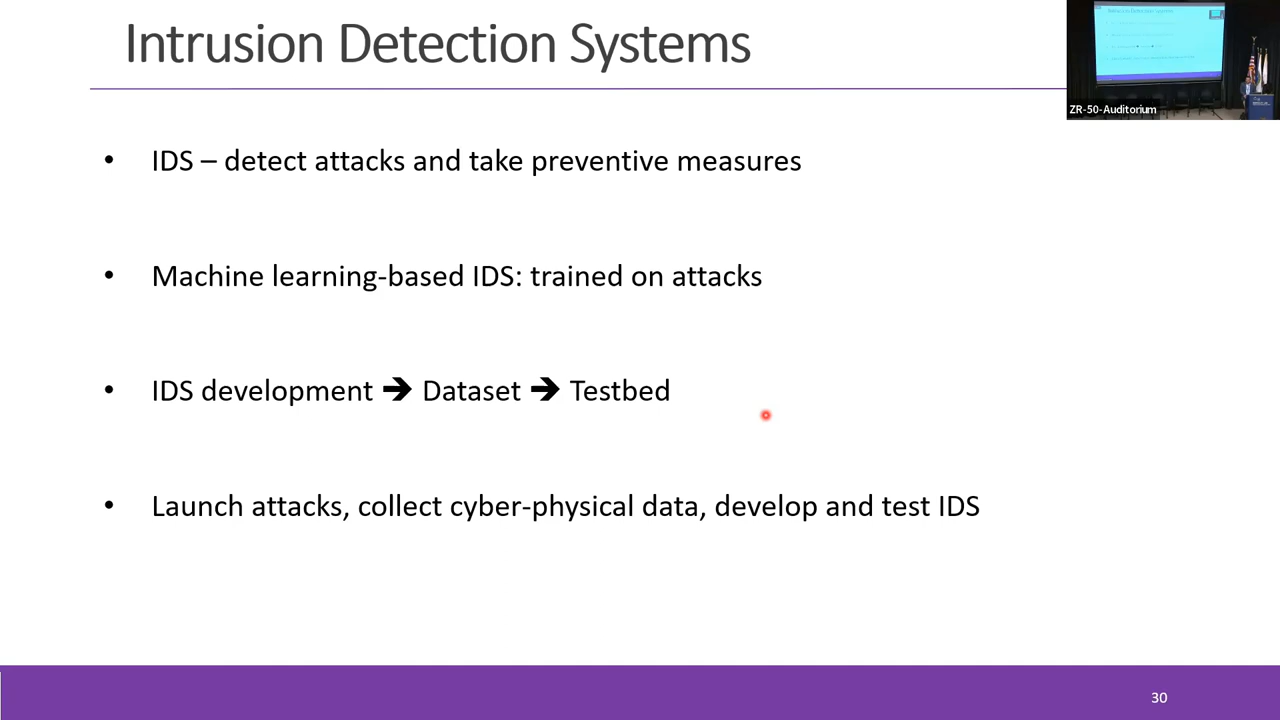 Intrusion Detection Systems
ZR-50-Auditorium
• IDS – detect attacks and take preventive measures
• Machine learning-based IDS: trained on attacks
• IDS development ➔ Dataset ➔ Testbed
• Launch attacks, collect cyber-physical data, develop and test IDS
30